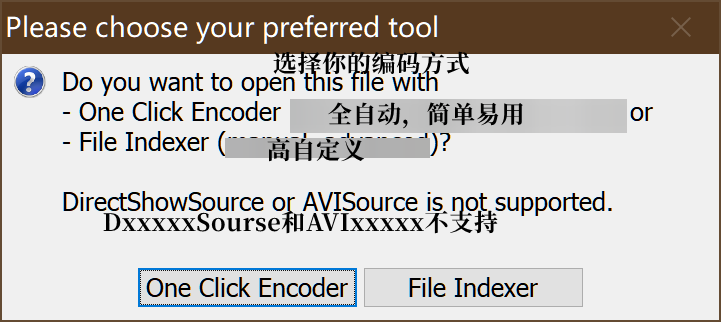 Please choose your preferred tool
选择你的编码方式
Do you want to open this file with
- One Click Encoder 全自动，简单易用 or
- File Indexer ( )?
高自定义
DirectShowSource or AVISource is not supported.
DxxxxxSourse和AVIxxxxx不支持
One Click Encoder
File Indexer